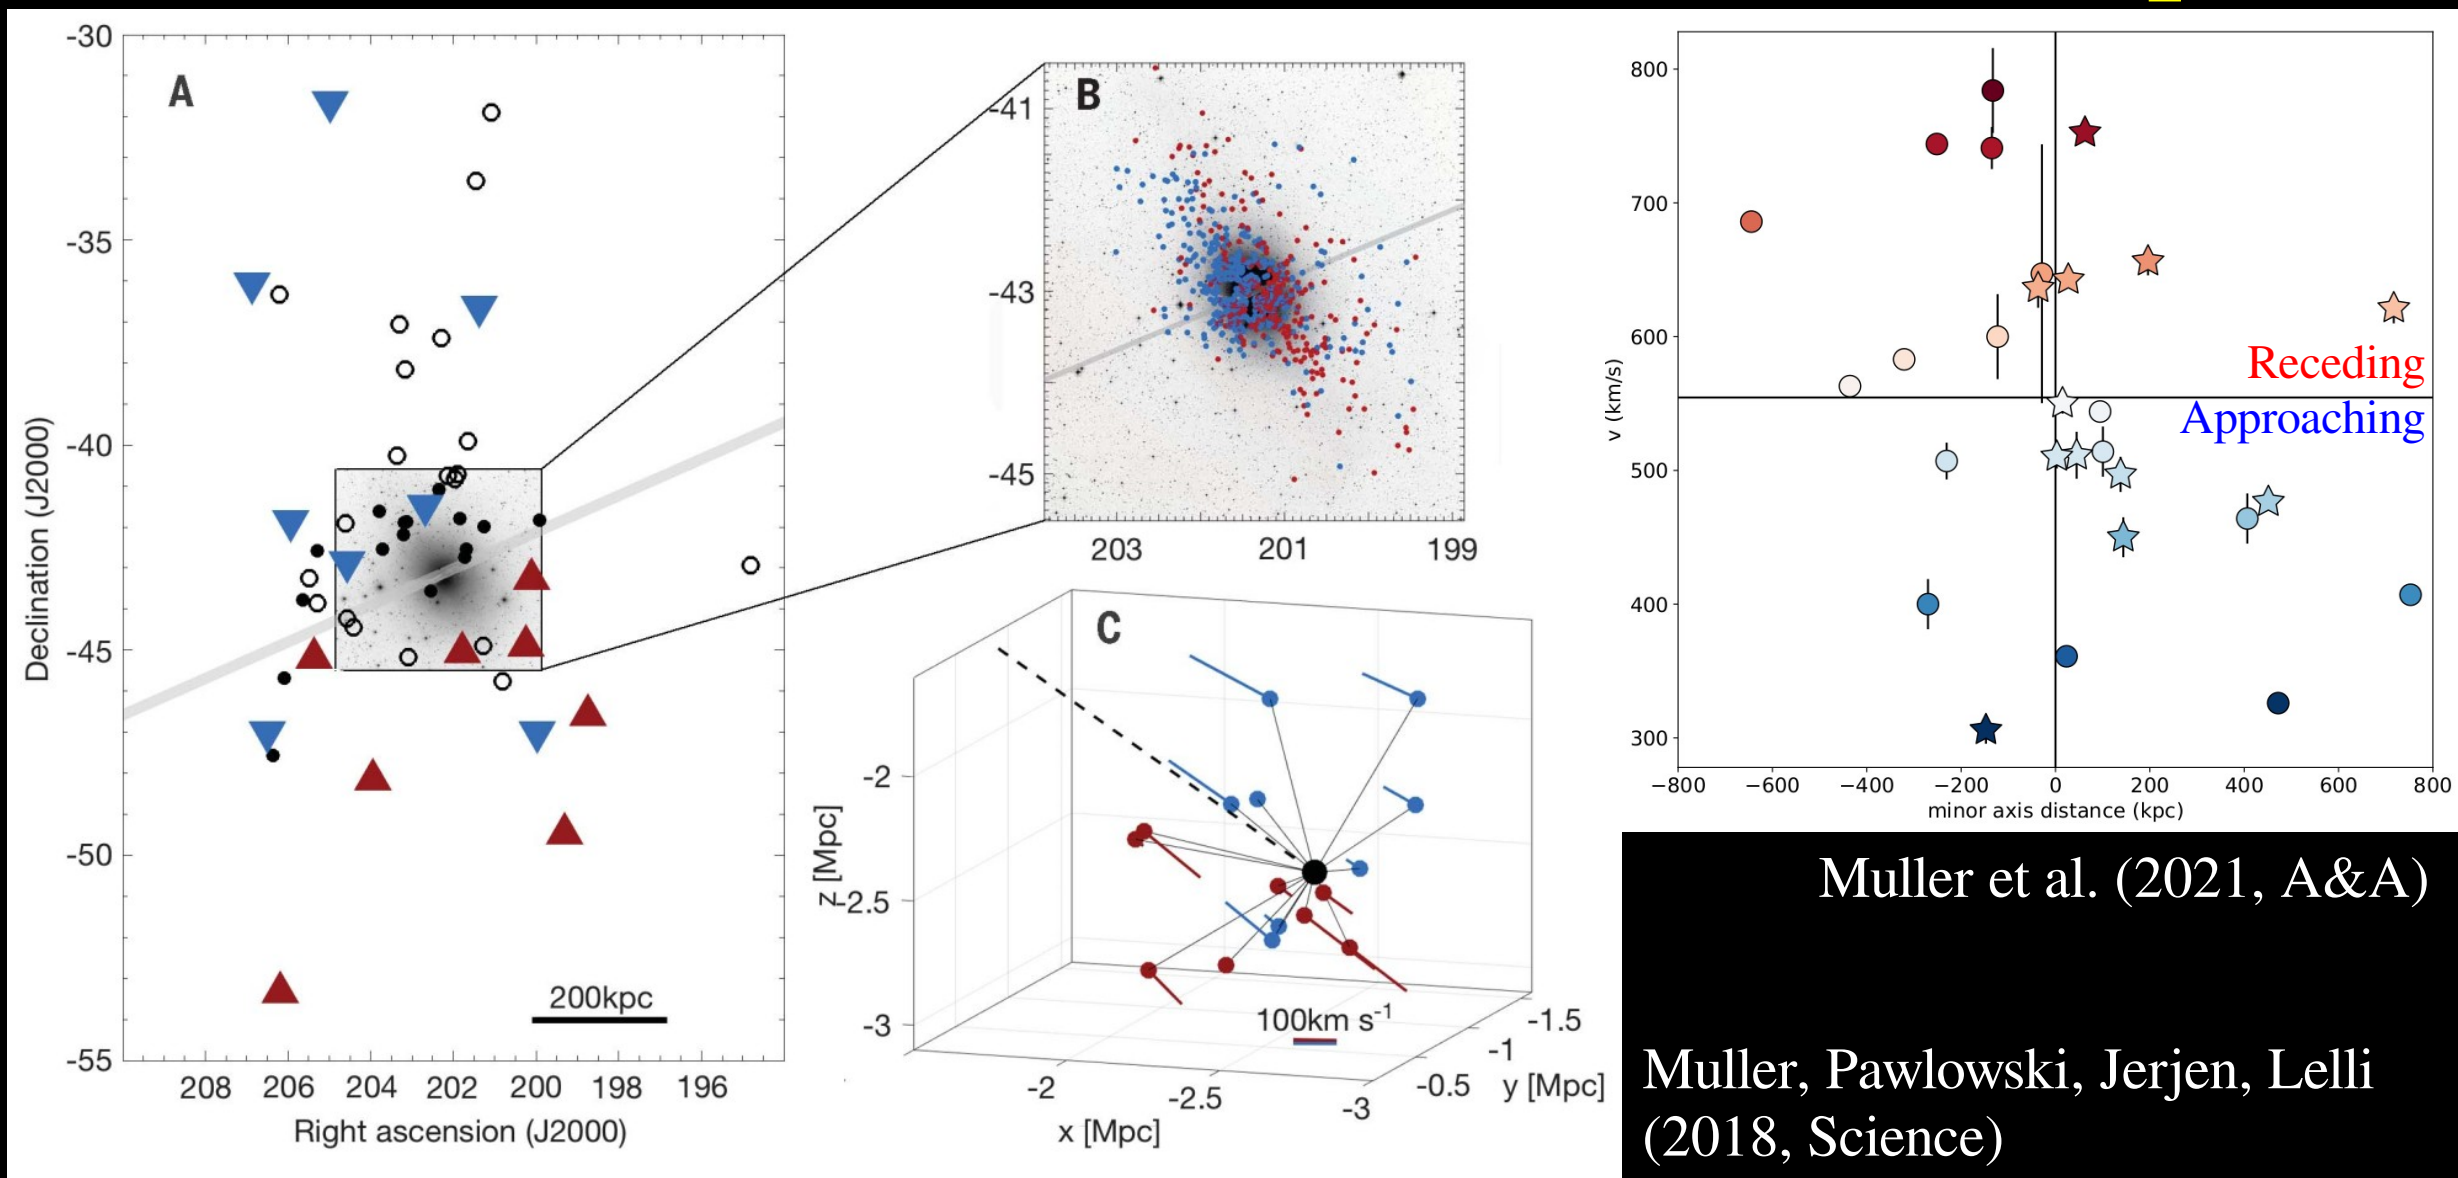 A
-30
-35
-40
-45
-50
-55
Declination (J2000)
208 206 204 202 200 198 196
Right ascension (J2000)
200kpc
B
-41
-43
-45
203 201 199
C
-2
-2.5
-3
z [Mpc]
100km s⁻¹
-2 -2.5 -3
x [Mpc]
-1.5
-1
-0.5
y [Mpc]
800
700
600
500
400
300
v (km/s)
Receding
Approaching
−800 −600 −400 −200 0 200 400 600 800
minor axis distance (kpc)
Muller et al. (2021, A&A)
Muller, Pawlowski, Jerjen, Lelli
(2018, Science)